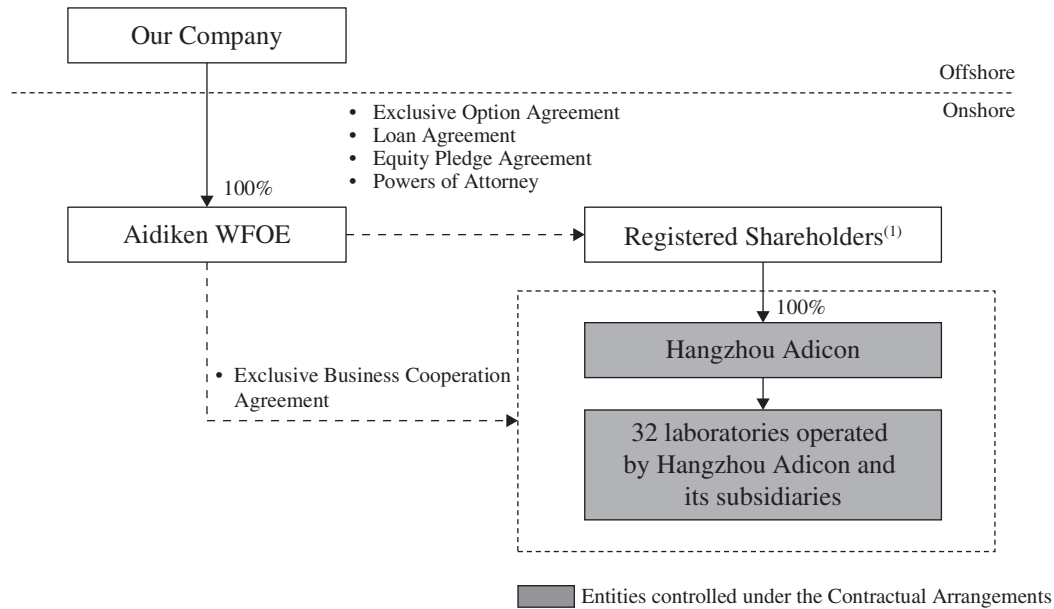 Our Company
Offshore
Onshore
• Exclusive Option Agreement
• Loan Agreement
• Equity Pledge Agreement
• Powers of Attorney
100%
Aidiken WFOE
Registered Shareholders(1)
100%
Hangzhou Adicon
• Exclusive Business Cooperation
Agreement
32 laboratories operated
by Hangzhou Adicon and
its subsidiaries
Entities controlled under the Contractual Arrangements